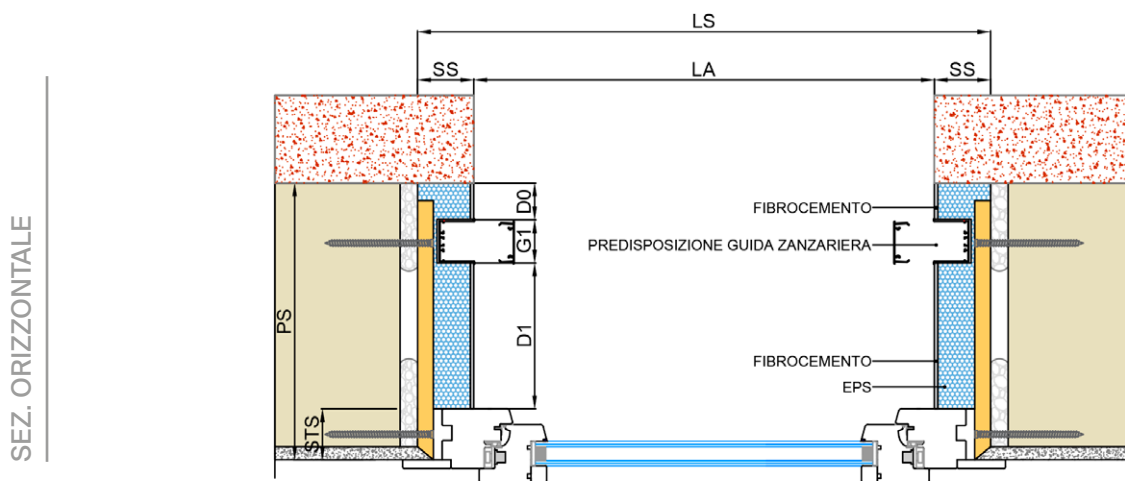 SEZ. ORIZZONTALE
LS
SS
LA
SS
D0
FIBROCEMENTO
G1
PREDISPOSIZIONE GUIDA ZANZARIERA
PS
D1
FIBROCEMENTO
EPS
STS